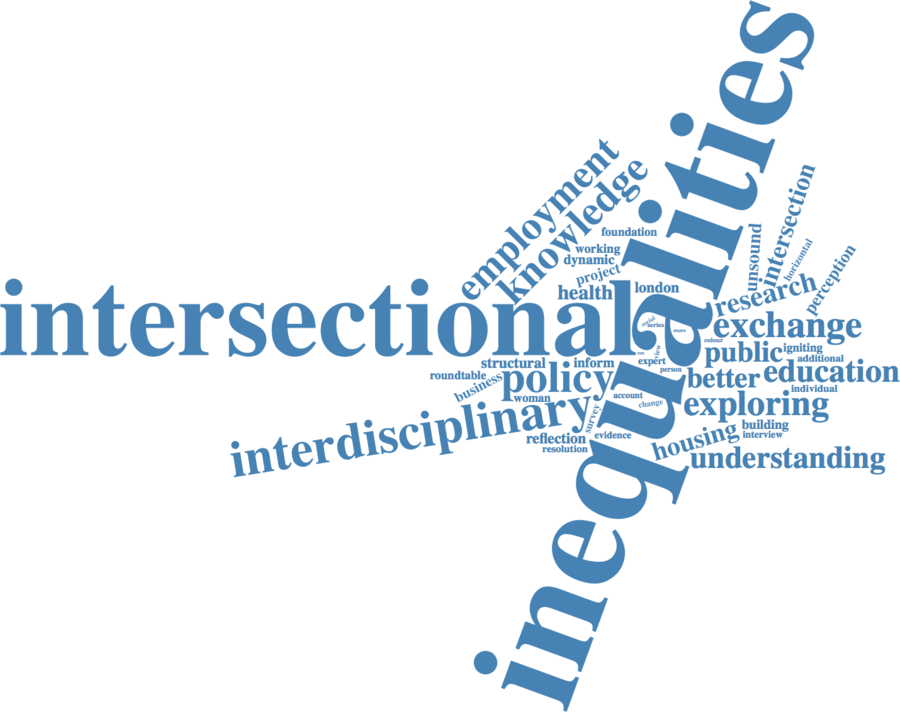 inequalities
intersectional
employment
knowledge
foundation
working
dynamic
project
health
london
unsound
intersection
horizontal
perception
research
exchange
social
series
more
colour
view
expert
person
public
igniting
additional
structural
inform
roundtable
business
policy
woman
better
education
individual
account
change
exploring
interdisciplinary
survey
evidence
reflection
resolution
housing
building
interview
understanding